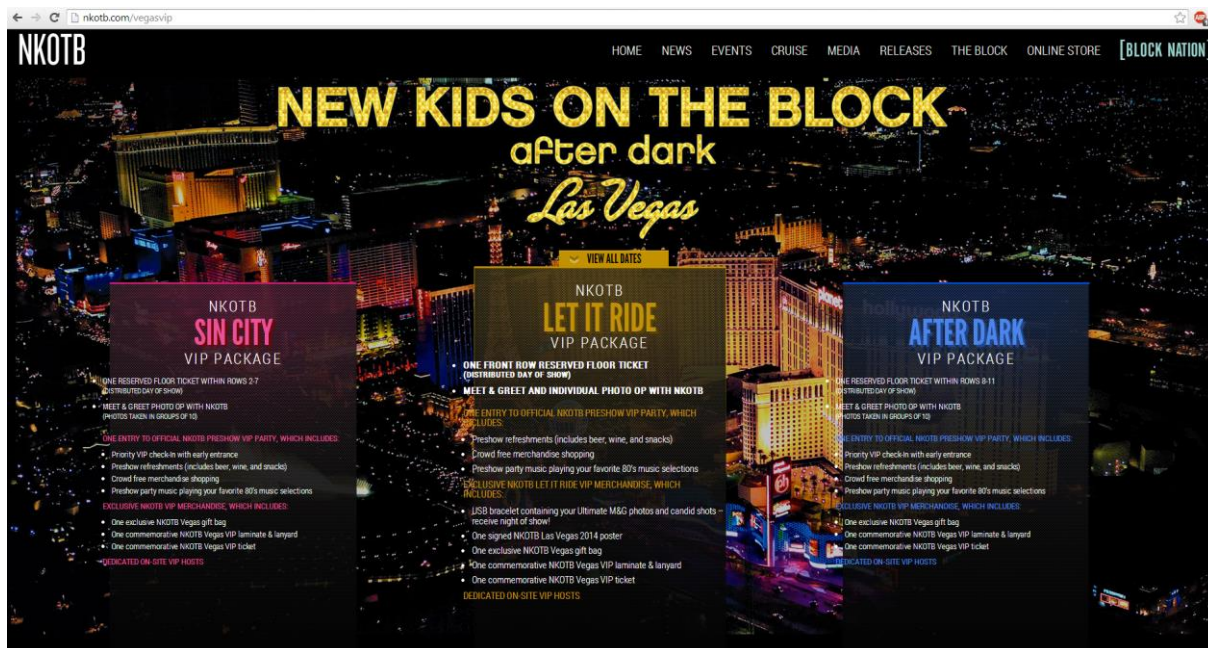 nkotb.com/vegasvip
NKOTB
HOME NEWS EVENTS CRUISE MEDIA RELEASES THE BLOCK ONLINE STORE [BLOCK NATION]
NEW KIDS ON THE BLOCK
after dark
Las Vegas
VIEW ALL DATES
NKOTB
SIN CITY
VIP PACKAGE
ONE RESERVED FLOOR TICKET WITHIN ROWS 2-7
(DISTRIBUTED DAY OF SHOW)
MEET & GREET PHOTO OP WITH NKOTB
(PHOTOS TAKEN IN GROUPS OF 10)
ONE ENTRY TO OFFICIAL NKOTB PRESHOW VIP PARTY, WHICH INCLUDES:
Priority VIP check-in with early entrance
Preshow refreshments (includes beer, wine, and snacks)
Crowd free merchandise shopping
Preshow party music playing your favorite 80's music selections
EXCLUSIVE NKOTB VIP MERCHANDISE, WHICH INCLUDES:
One exclusive NKOTB Vegas gift bag
One commemorative NKOTB Vegas VIP laminate & lanyard
One commemorative NKOTB Vegas VIP ticket
DEDICATED ON-SITE VIP HOSTS
NKOTB
LET IT RIDE
VIP PACKAGE
ONE FRONT ROW RESERVED FLOOR TICKET
(DISTRIBUTED DAY OF SHOW)
MEET & GREET AND INDIVIDUAL PHOTO OP WITH NKOTB
ONE ENTRY TO OFFICIAL NKOTB PRESHOW VIP PARTY, WHICH
INCLUDES:
Preshow refreshments (includes beer, wine, and snacks)
Crowd free merchandise shopping
Preshow party music playing your favorite 80's music selections
EXCLUSIVE NKOTB LET IT RIDE VIP MERCHANDISE, WHICH
INCLUDES:
USB bracelet containing your Ultimate M&G photos and candid shots –
receive night of show!
One signed NKOTB Las Vegas 2014 poster
One exclusive NKOTB Vegas gift bag
One commemorative NKOTB Vegas VIP laminate & lanyard
One commemorative NKOTB Vegas VIP ticket
DEDICATED ON-SITE VIP HOSTS
NKOTB
AFTER DARK
VIP PACKAGE
ONE RESERVED FLOOR TICKET WITHIN ROWS 8-11
(DISTRIBUTED DAY OF SHOW)
MEET & GREET PHOTO OP WITH NKOTB
(PHOTOS TAKEN IN GROUPS OF 10)
ONE ENTRY TO OFFICIAL NKOTB PRESHOW VIP PARTY, WHICH INCLUDES:
Priority VIP check-in with early entrance
Preshow refreshments (includes beer, wine, and snacks)
Crowd free merchandise shopping
Preshow party music playing your favorite 80's music selections
EXCLUSIVE NKOTB VIP MERCHANDISE, WHICH INCLUDES:
One exclusive NKOTB Vegas gift bag
One commemorative NKOTB Vegas VIP laminate & lanyard
One commemorative NKOTB Vegas VIP ticket
DEDICATED ON-SITE VIP HOSTS